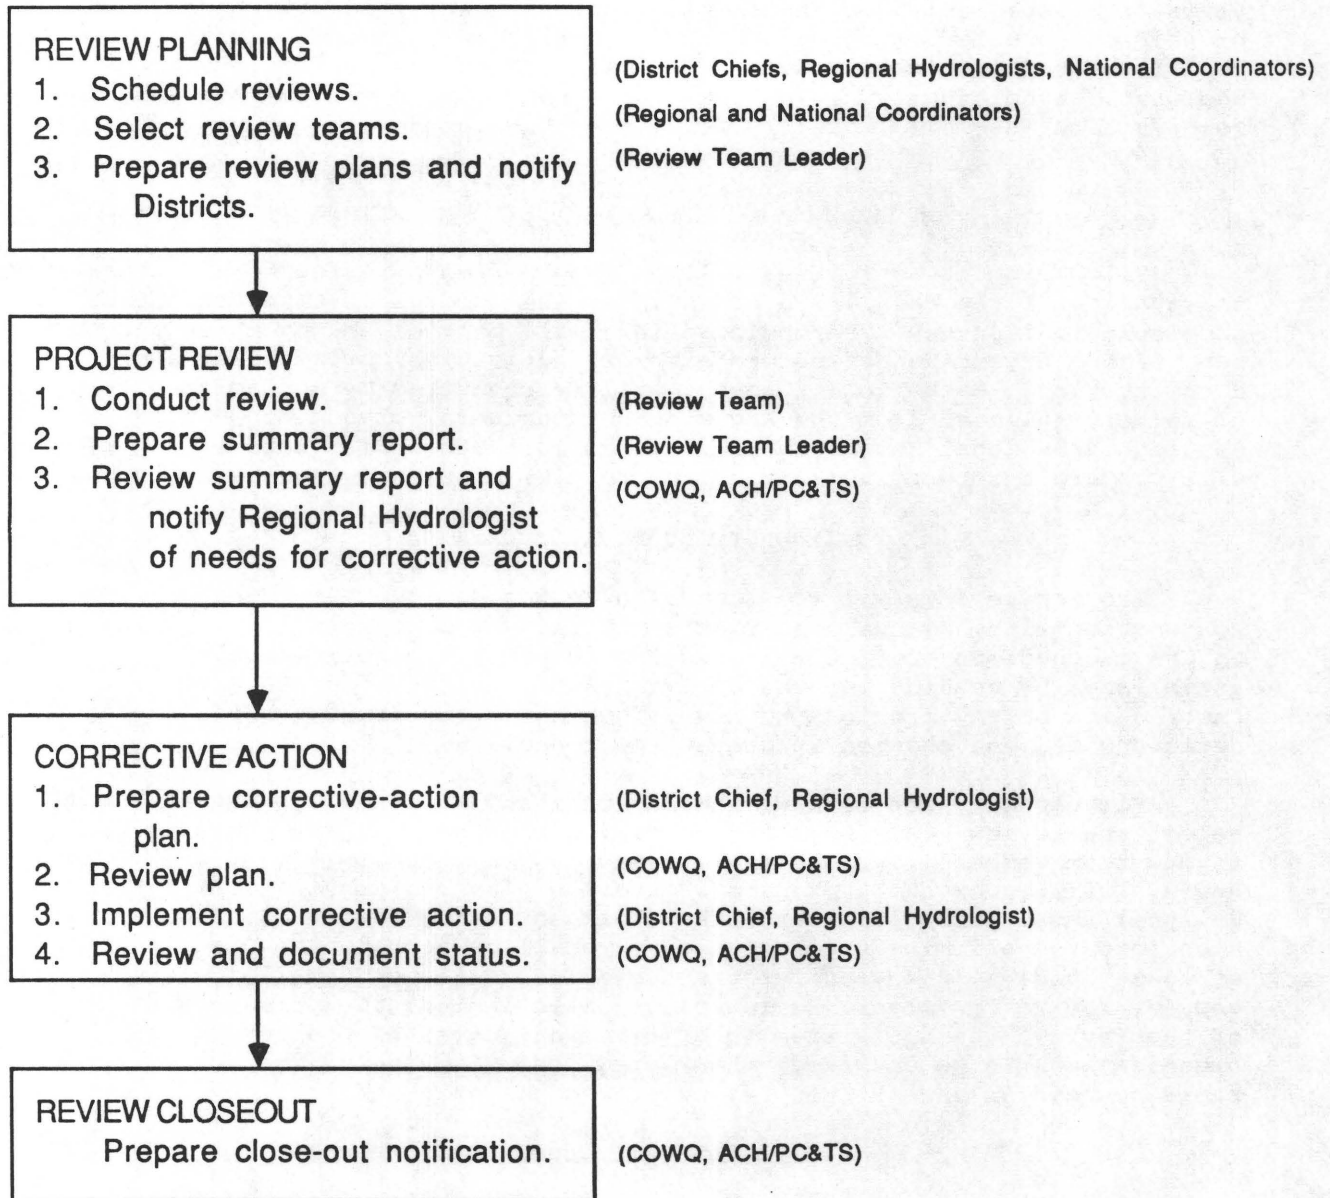 REVIEW PLANNING
1. Schedule reviews.
(District Chiefs, Regional Hydrologists, National Coordinators)
2. Select review teams.
(Regional and National Coordinators)
3. Prepare review plans and notify
(Review Team Leader)
Districts.
PROJECT REVIEW
1. Conduct review.
(Review Team)
2. Prepare summary report.
(Review Team Leader)
3. Review summary report and
(COWQ, ACH/PC&TS)
notify Regional Hydrologist
of needs for corrective action.
CORRECTIVE ACTION
1. Prepare corrective-action
(District Chief, Regional Hydrologist)
plan.
2. Review plan.
(COWQ, ACH/PC&TS)
3. Implement corrective action.
(District Chief, Regional Hydrologist)
4. Review and document status.
(COWQ, ACH/PC&TS)
REVIEW CLOSEOUT
Prepare close-out notification.
(COWQ, ACH/PC&TS)